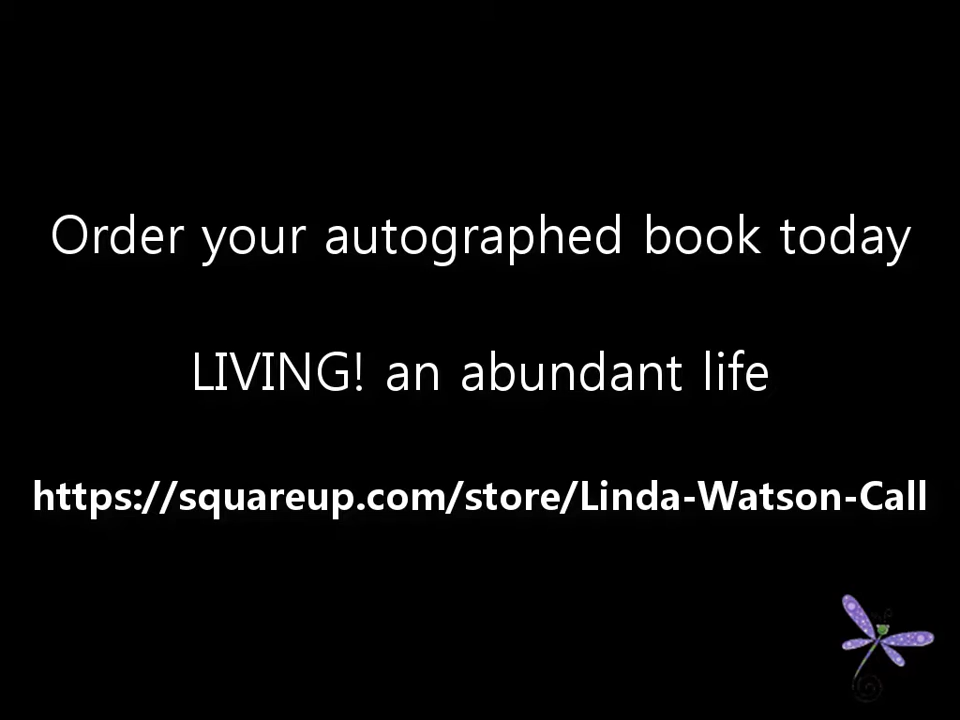 Order your autographed book today
LIVING! an abundant life
https://squareup.com/store/Linda-Watson-Call